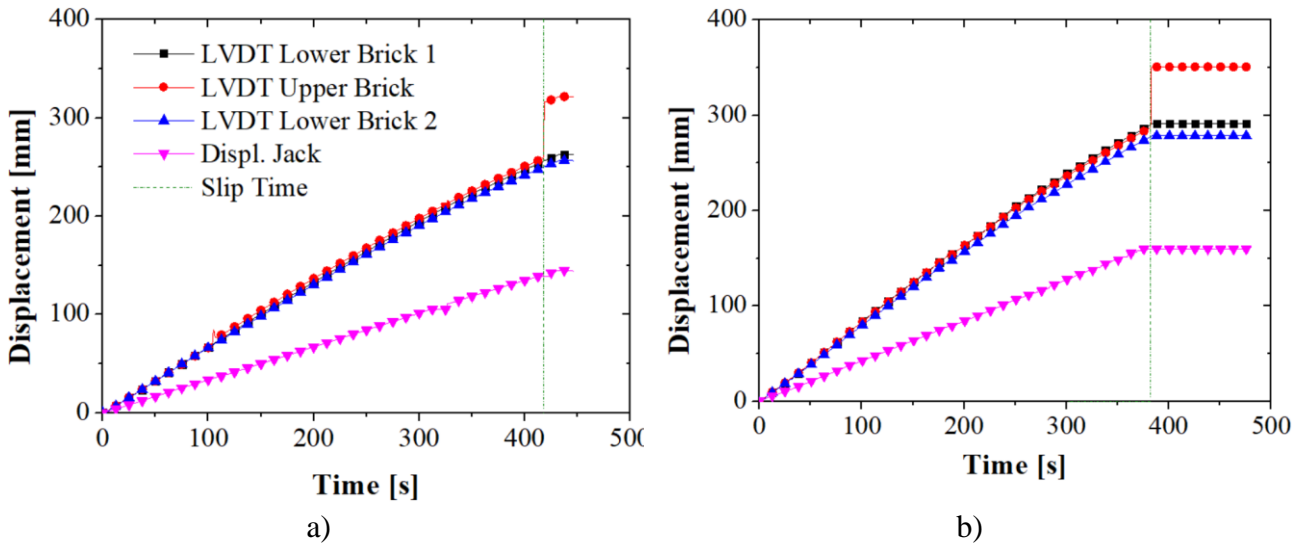 400
300
200
100
0
Displacement [mm]
LVDT Lower Brick 1
LVDT Upper Brick
LVDT Lower Brick 2
Displ. Jack
Slip Time
0 100 200 300 400 500
Time [s]
a)
400
300
200
100
0
Displacement [mm]
0 100 200 300 400 500
Time [s]
b)